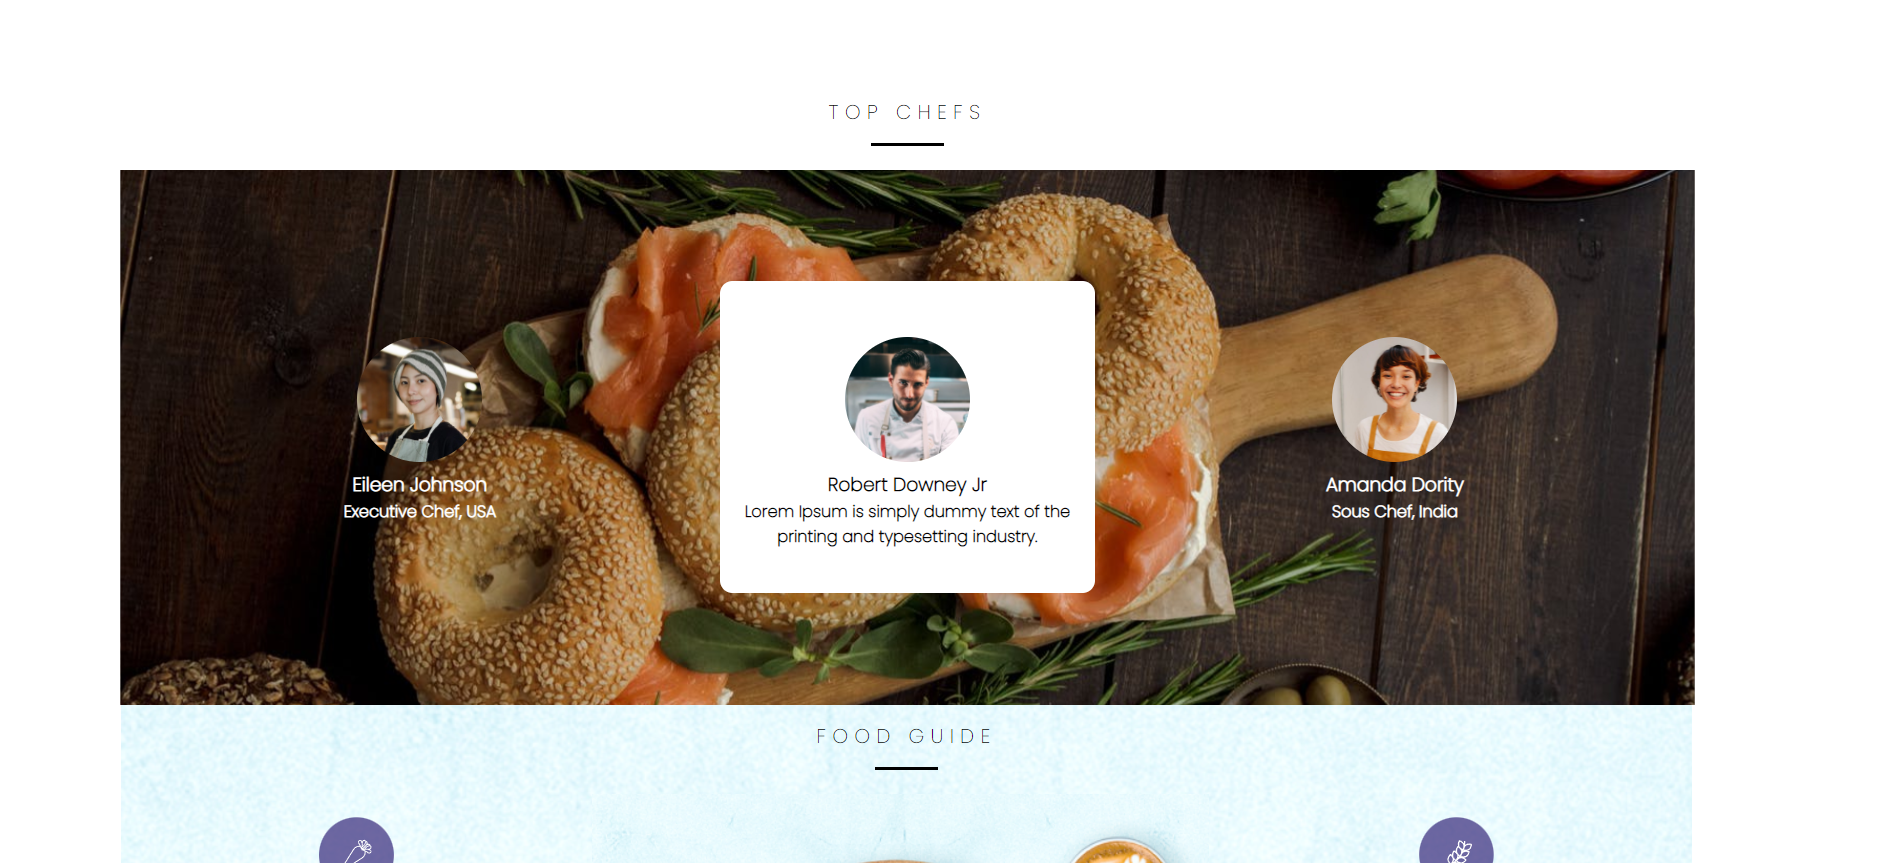 TOP CHEFS
Eileen Johnson
Executive Chef, USA
Robert Downey Jr
Lorem Ipsum is simply dummy text of the
printing and typesetting industry.
Amanda Dority
Sous Chef, India
FOOD GUIDE